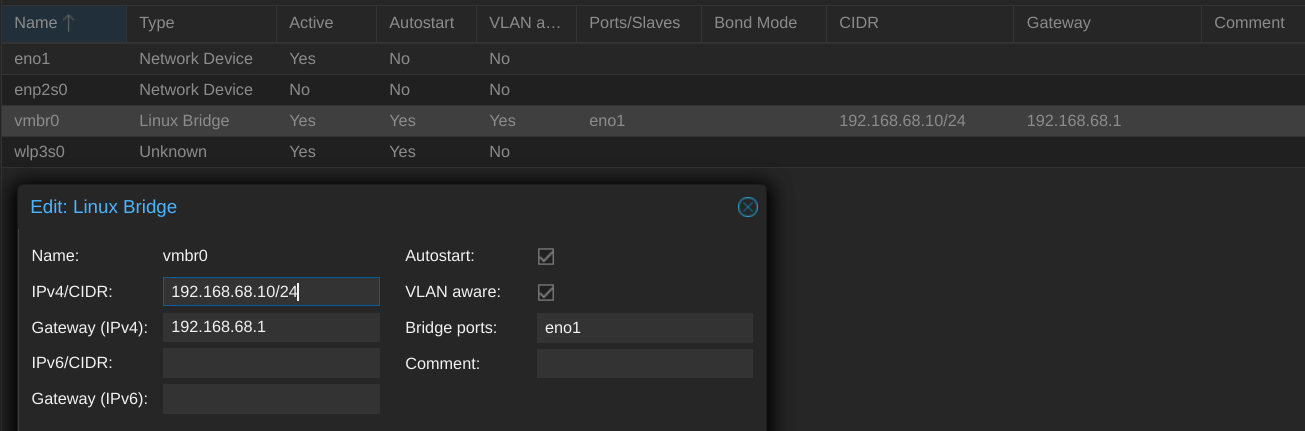 Name Type Active Autostart VLAN a... Ports/Slaves Bond Mode CIDR Gateway Comment
eno1 Network Device Yes No No
enp2s0 Network Device No No No
vmbr0 Linux Bridge Yes Yes Yes eno1 192.168.68.10/24 192.168.68.1
wlp3s0 Unknown Yes Yes No
Edit: Linux Bridge
Name: vmbr0 Autostart:
IPv4/CIDR: 192.168.68.10/24 VLAN aware:
Gateway (IPv4): 192.168.68.1 Bridge ports: eno1
IPv6/CIDR: Comment:
Gateway (IPv6):